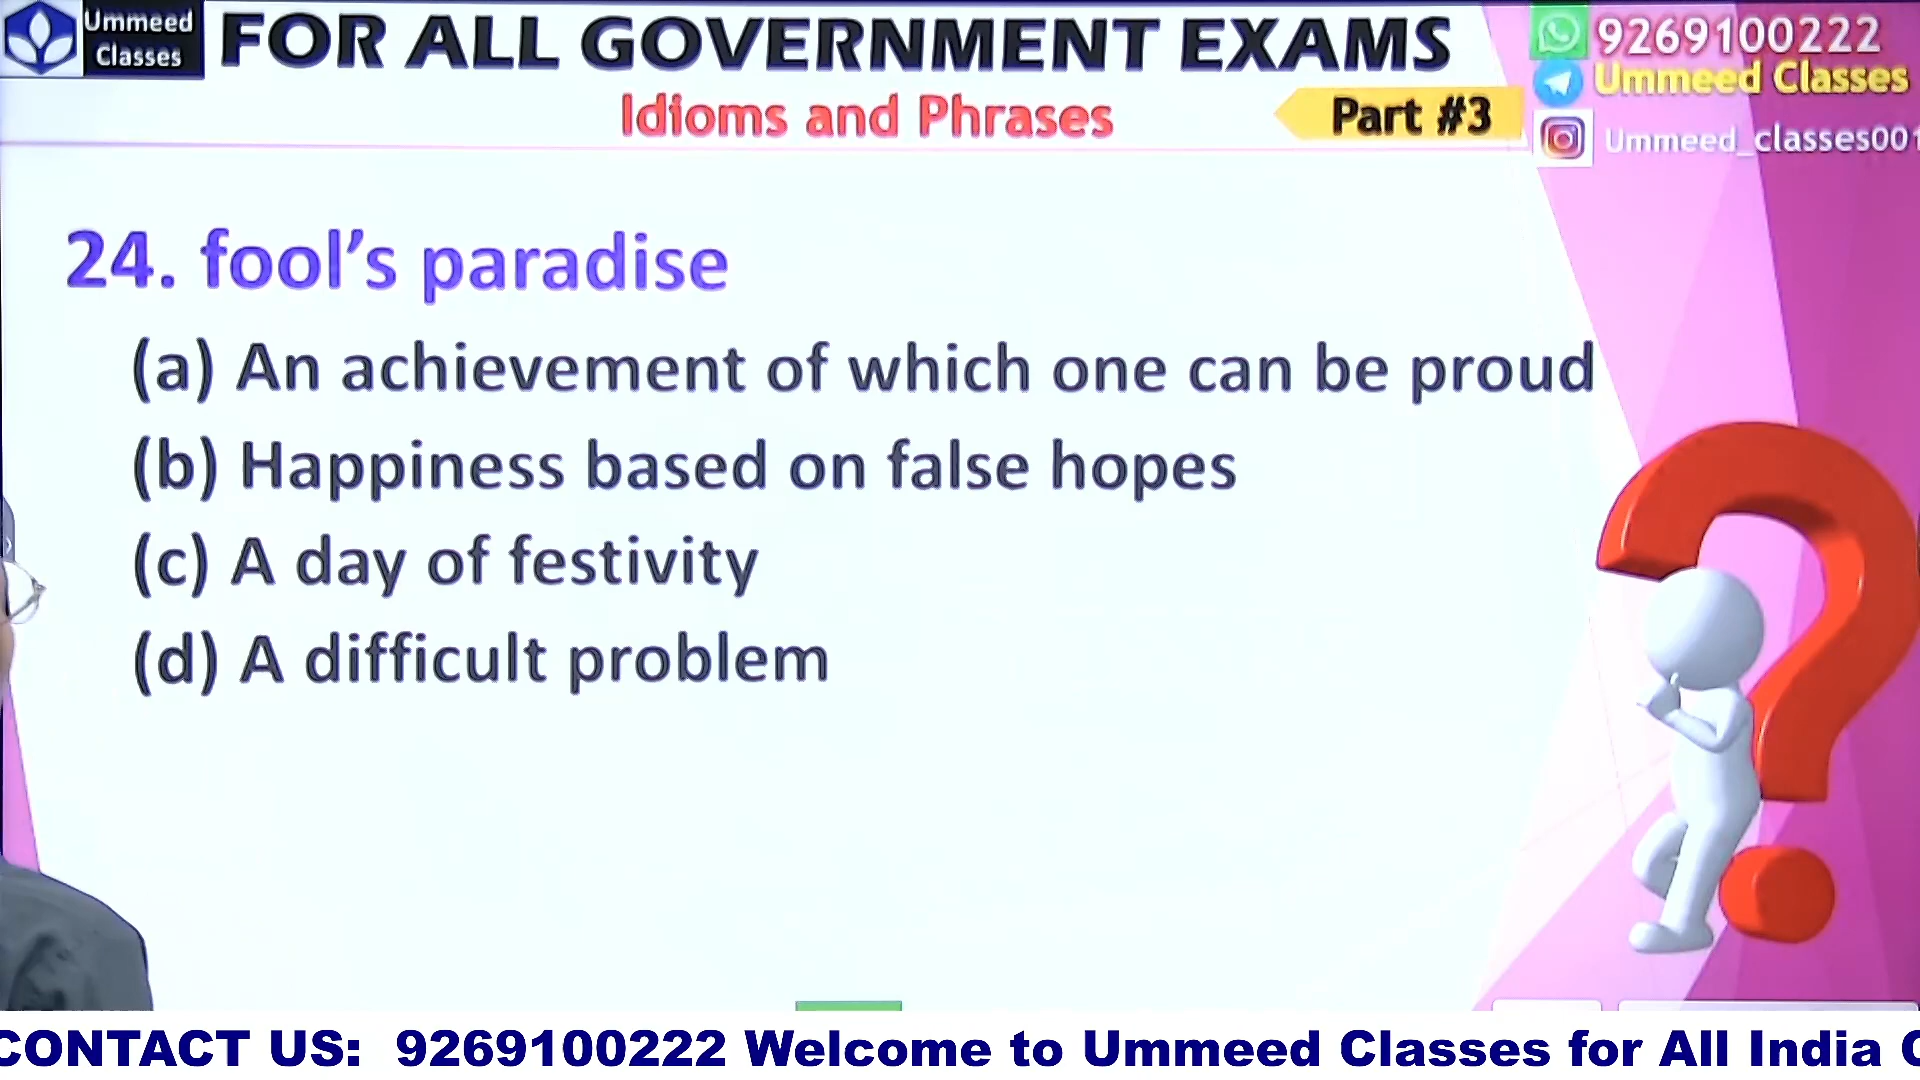 Ummeed
Classes
FOR ALL GOVERNMENT EXAMS
9269100222
Ummeed Classes
Idioms and Phrases
Part #3
Ummeed_classes001
24. fool’s paradise
(a) An achievement of which one can be proud
(b) Happiness based on false hopes
(c) A day of festivity
(d) A difficult problem
CONTACT US: 9269100222 Welcome to Ummeed Classes for All India